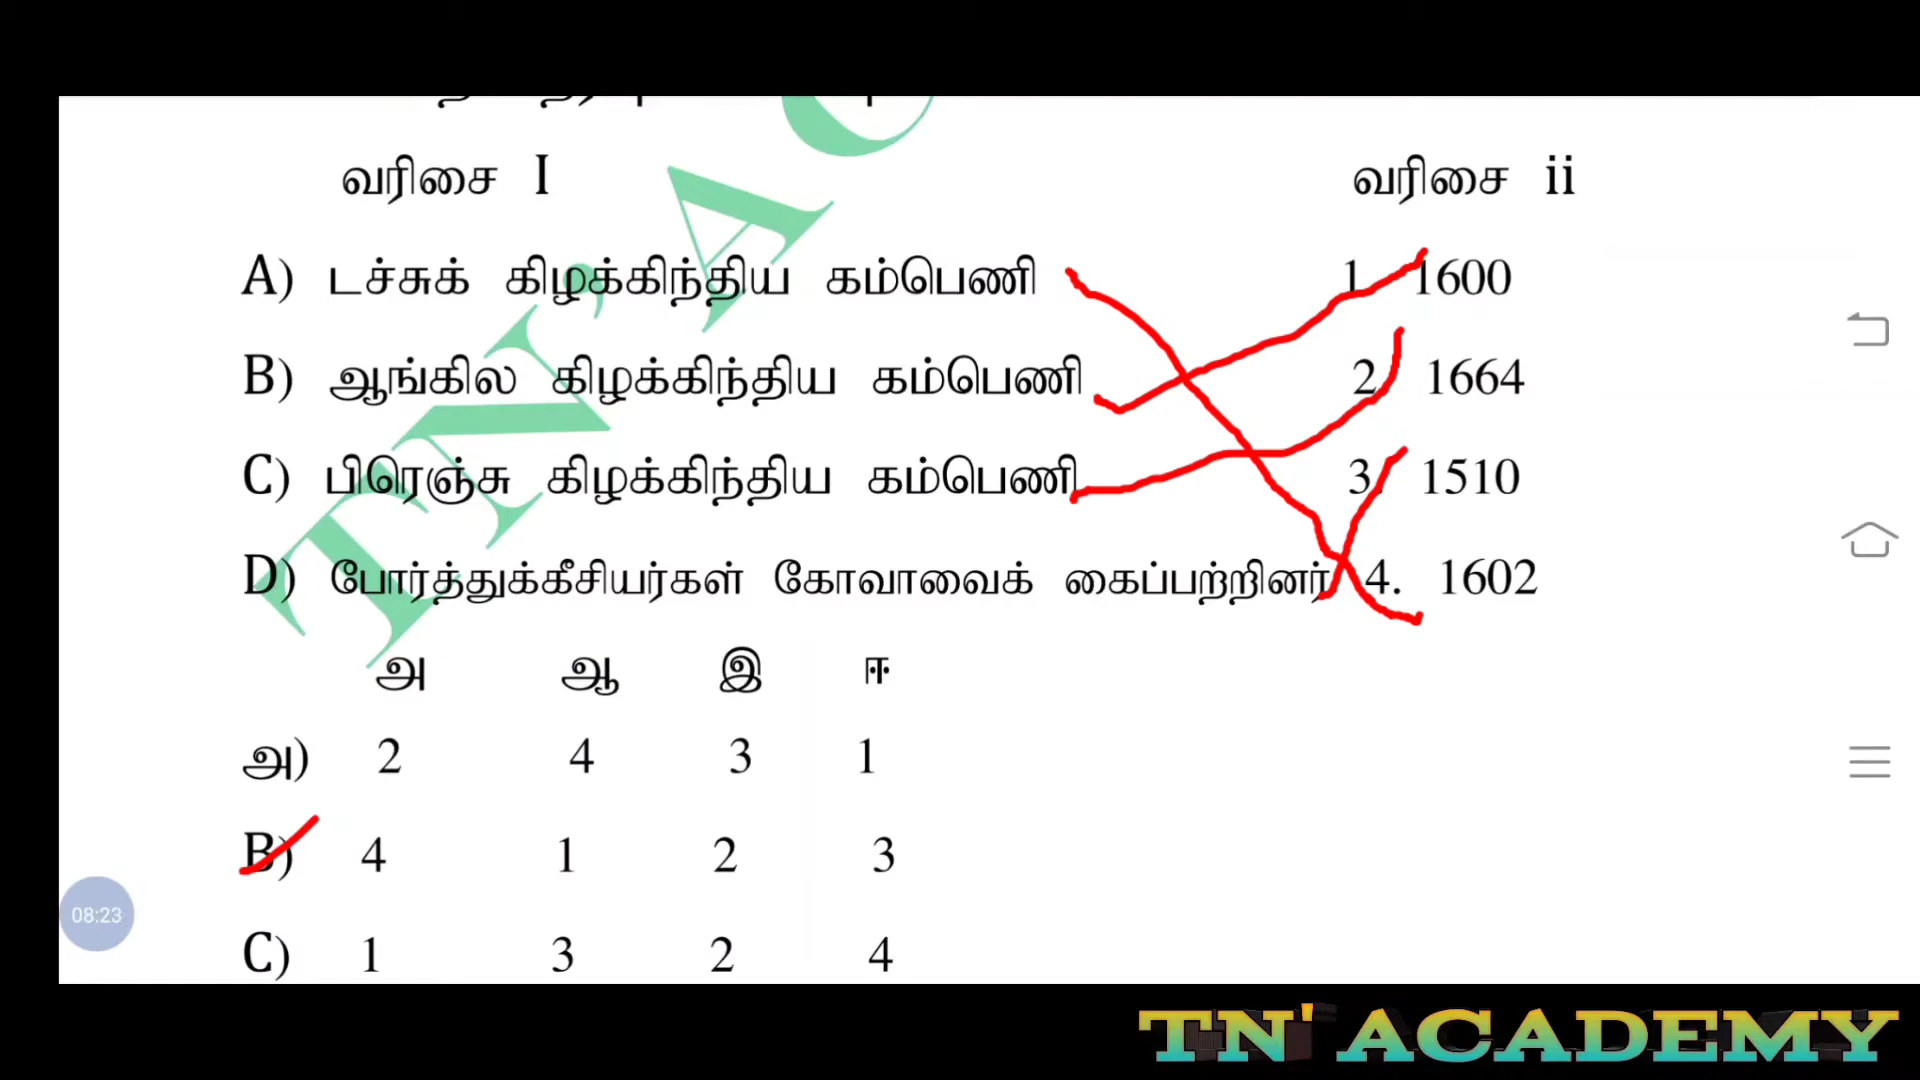 வரிசை I வரிசை ii
A) டச்சுக் கிழக்கிந்திய கம்பெணி 1. 1600
B) ஆங்கில கிழக்கிந்திய கம்பெணி 2. 1664
C) பிரெஞ்சு கிழக்கிந்திய கம்பெணி 3. 1510
D) போர்த்துக்கீசியர்கள் கோவாவைக் கைப்பற்றினர் 4. 1602
அ ஆ இ ஈ
அ) 2 4 3 1
B) 4 1 2 3
C) 1 3 2 4
08:23
TN' ACADEMY